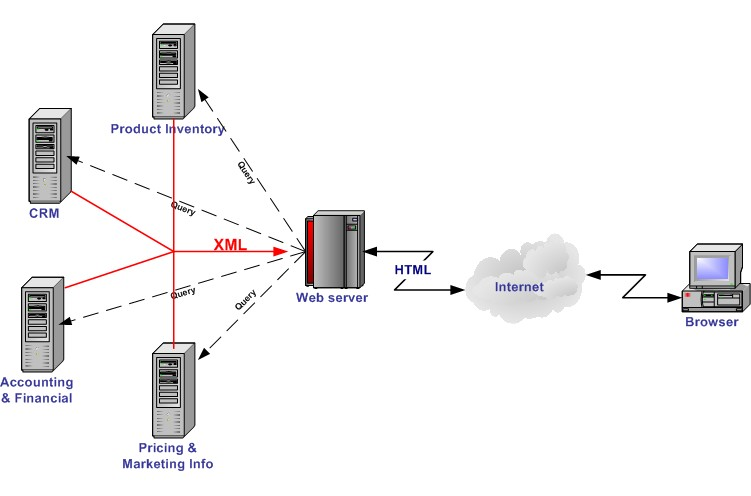 Product Inventory
Query
CRM
Query
XML
HTML
Internet
Web server
Query
Query
Browser
Accounting
& Financial
Pricing &
Marketing Info